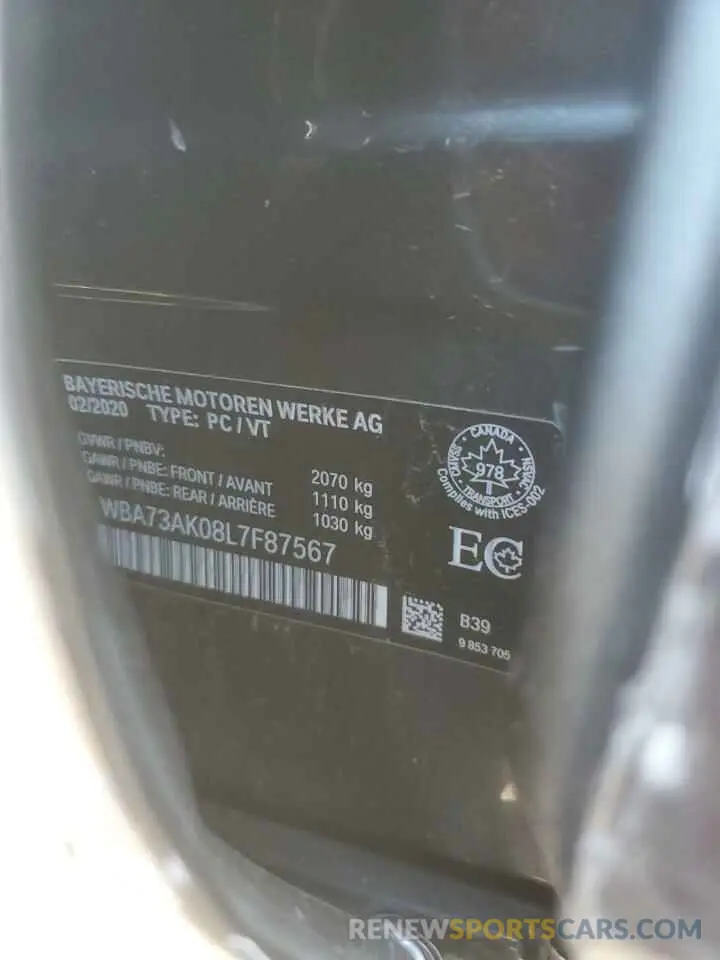 BAYERISCHE MOTOREN WERKE AG
02/2020 TYPE: PC / VT
GVWR / PNBV: 2070 kg
GAWR / PNBE: FRONT / AVANT 1110 kg
GAWR / PNBE: REAR / ARRIÈRE 1030 kg
WBA73AK08L7F87567
CANADA
978
TRANSPORT
Complies with ICES-002
EC
B39
9 853 705
RENEWSPORTSCARS.COM